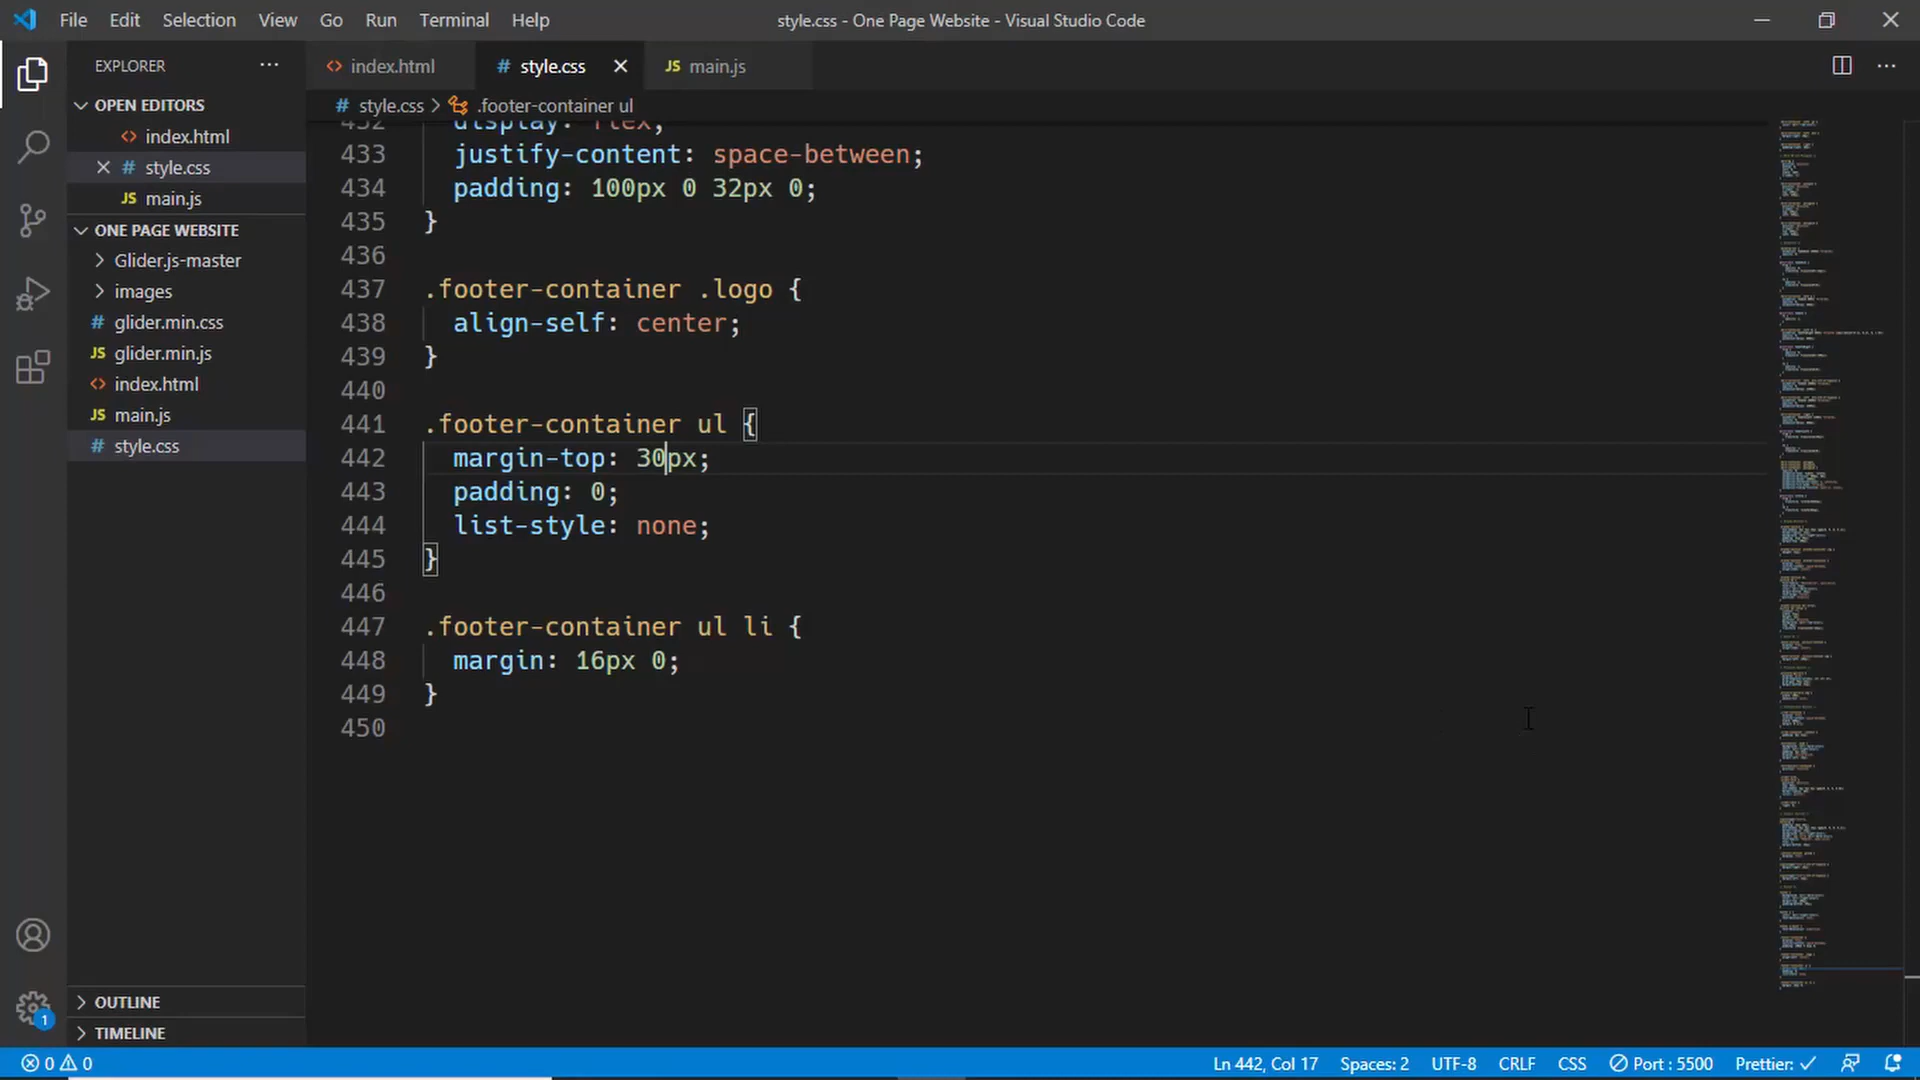 File Edit Selection View Go Run Terminal Help
style.css - One Page Website - Visual Studio Code
EXPLORER
OPEN EDITORS
<> index.html
# style.css
JS main.js
ONE PAGE WEBSITE
Glider.js-master
images
# glider.min.css
JS glider.min.js
<> index.html
JS main.js
# style.css
OUTLINE
TIMELINE
<> index.html
# style.css
JS main.js
# style.css > .footer-container ul
432 display: flex;
433 justify-content: space-between;
434 padding: 100px 0 32px 0;
435 }
436
437 .footer-container .logo {
438 align-self: center;
439 }
440
441 .footer-container ul {
442 margin-top: 30px;
443 padding: 0;
444 list-style: none;
445 }
446
447 .footer-container ul li {
448 margin: 16px 0;
449 }
450
1
0 0
Ln 442, Col 17 Spaces: 2 UTF-8 CRLF CSS Port : 5500 Prettier: ✓